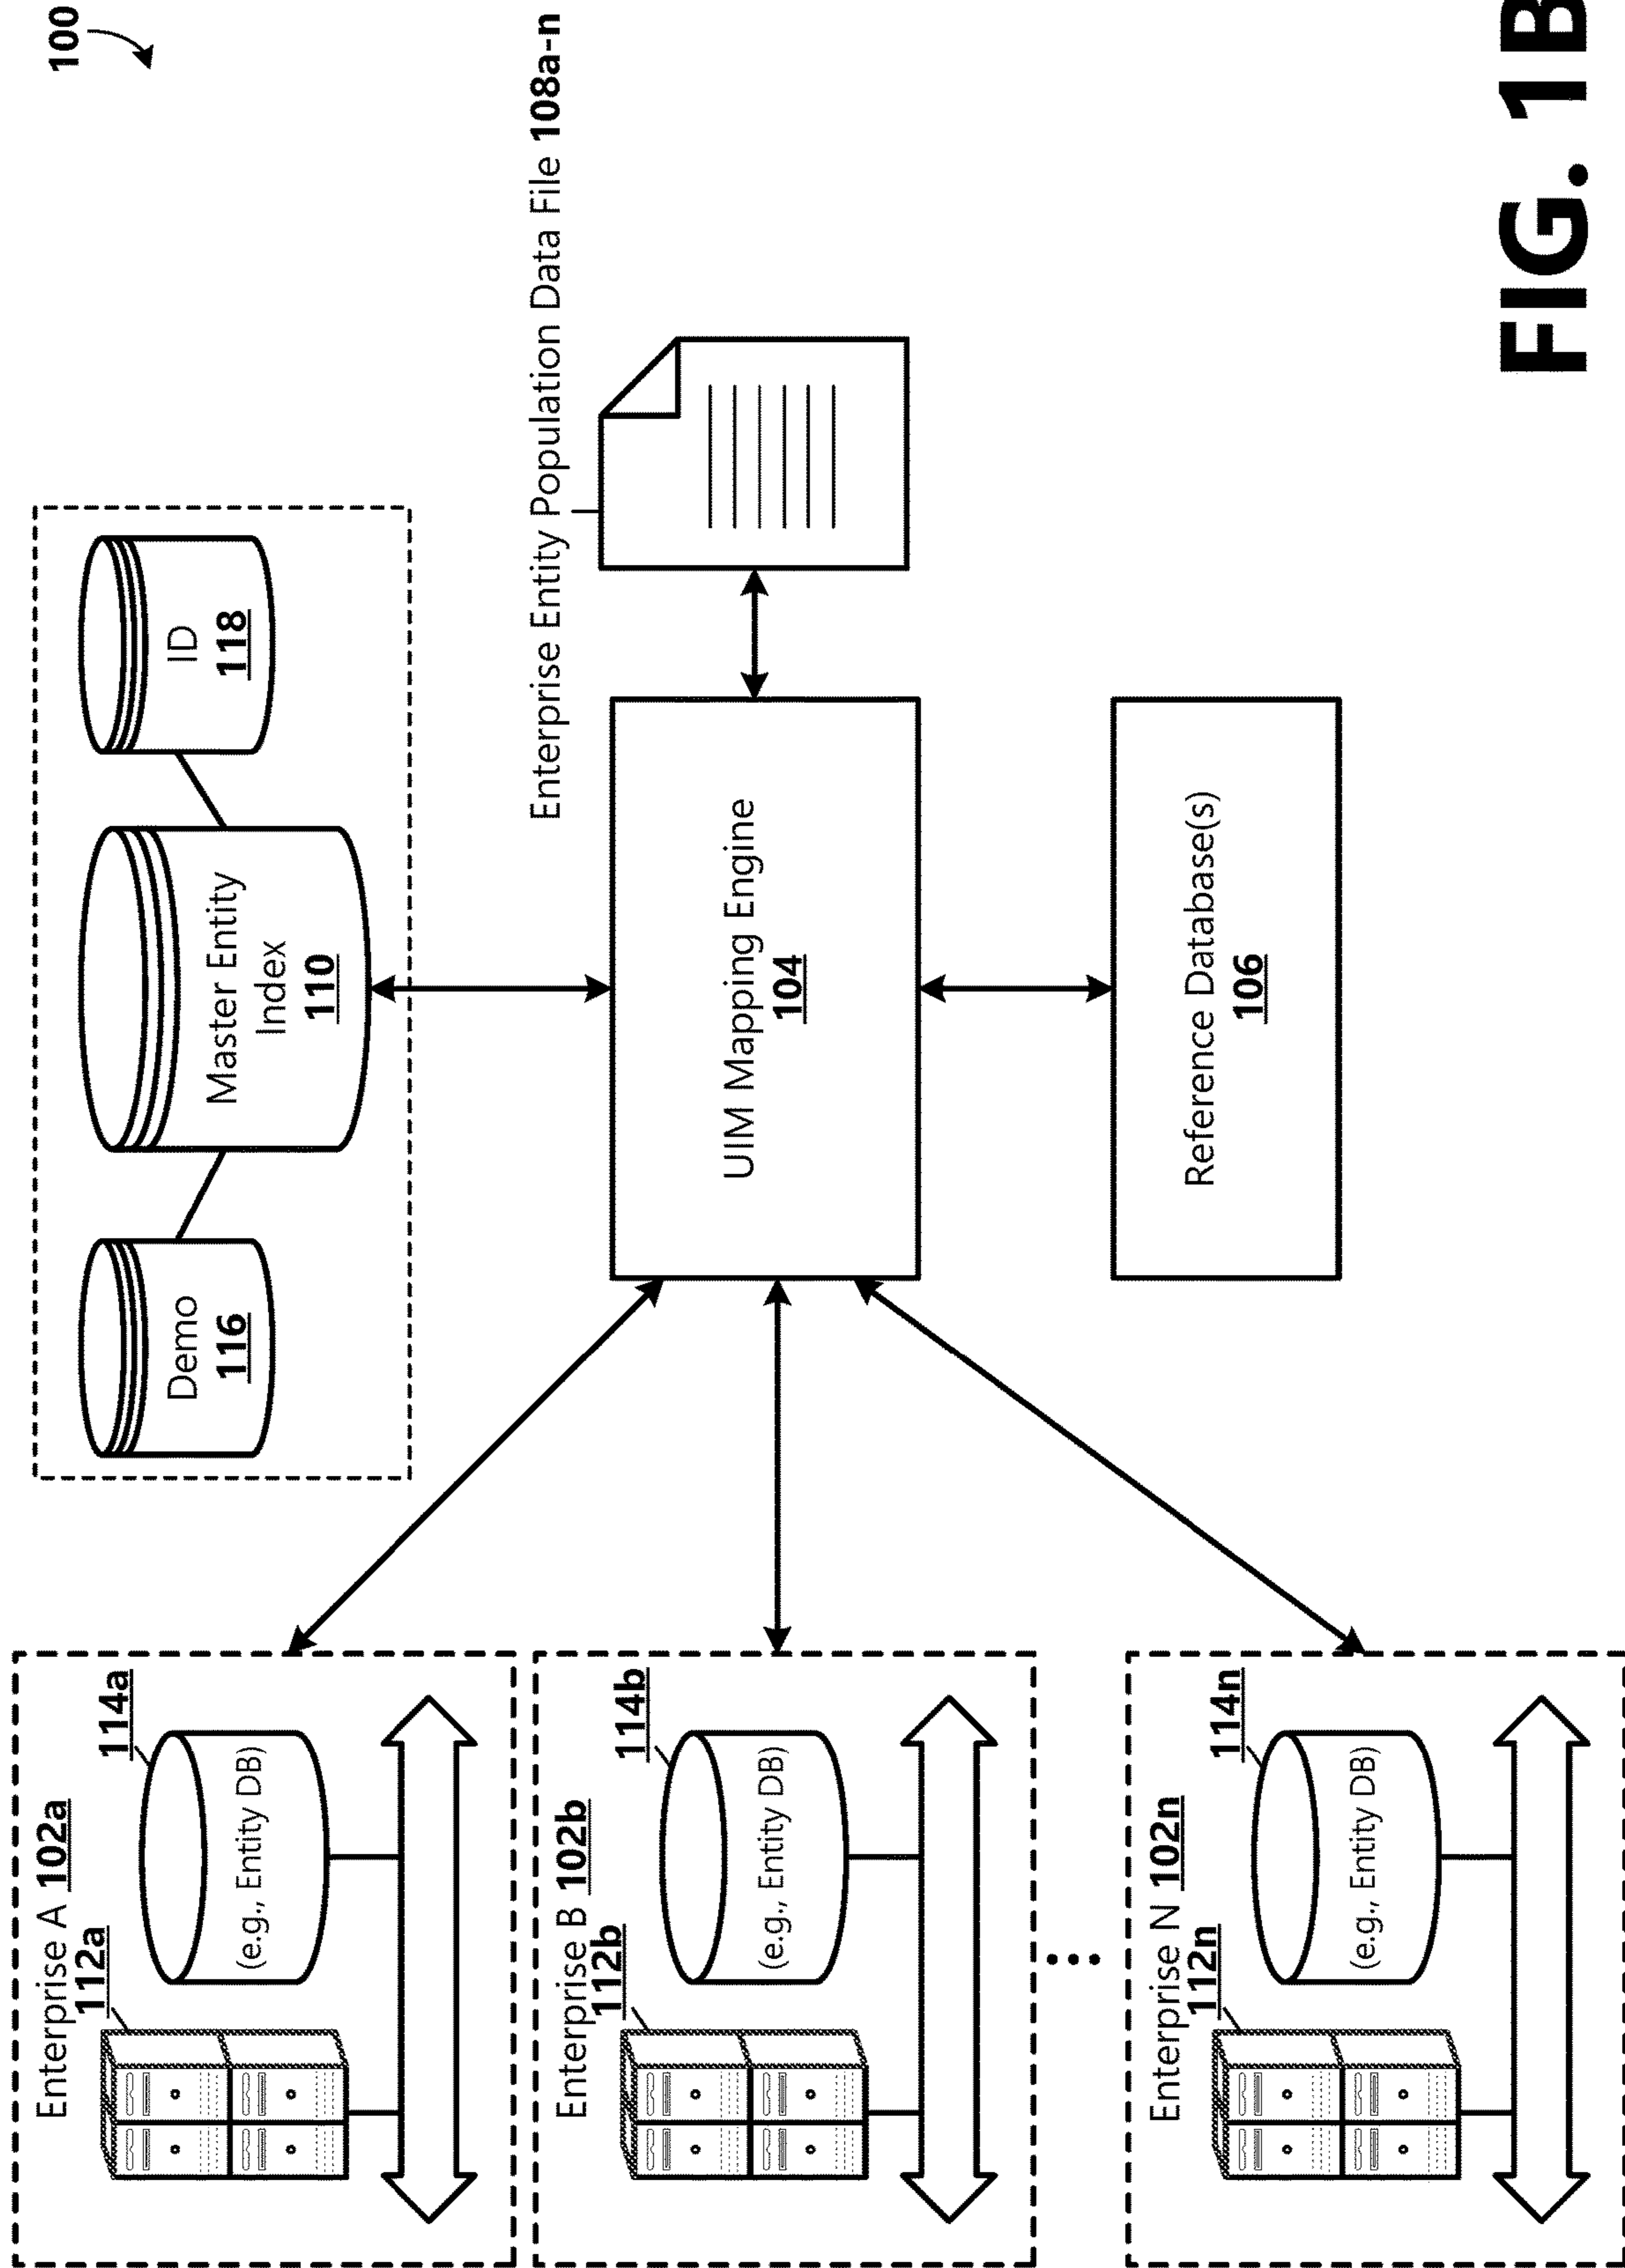 100
Enterprise A 102a
112a
114a
(e.g., Entity DB)
Enterprise B 102b
112b
114b
(e.g., Entity DB)
Enterprise N 102n
112n
114n
(e.g., Entity DB)
Demo
116
Master Entity
Index
110
ID
118
Enterprise Entity Population Data File 108a-n
UIM Mapping Engine
104
Reference Database(s)
106
FIG. 1B